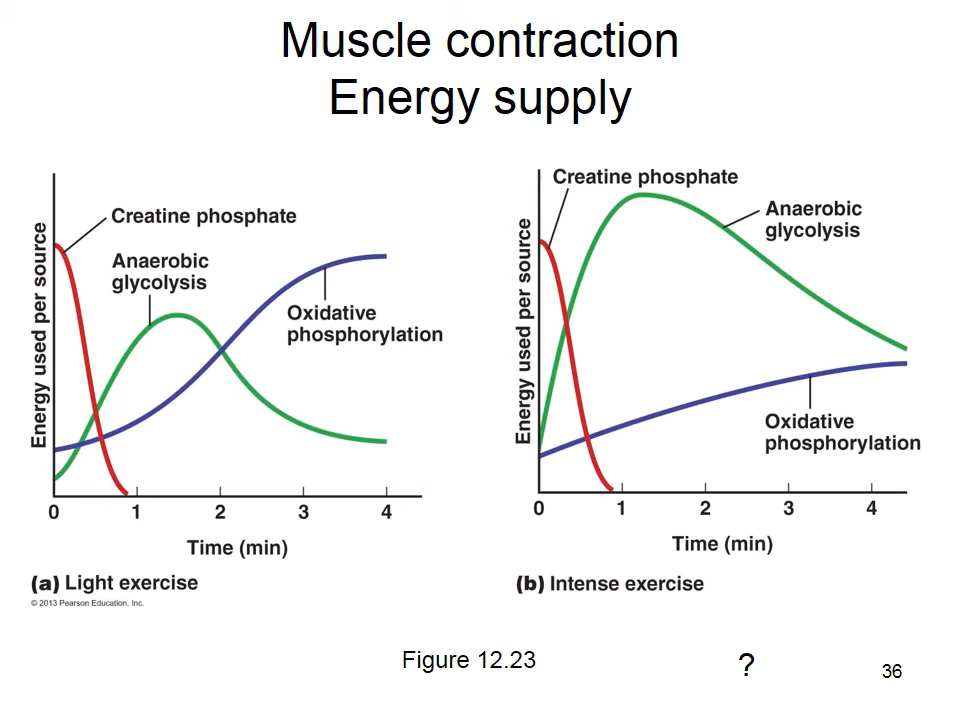 Muscle contraction
Energy supply
Energy used per source
Creatine phosphate
Anaerobic
glycolysis
Oxidative
phosphorylation
0 1 2 3 4
Time (min)
(a) Light exercise
© 2013 Pearson Education, Inc.
Energy used per source
Creatine phosphate
Anaerobic
glycolysis
Oxidative
phosphorylation
0 1 2 3 4
Time (min)
(b) Intense exercise
Figure 12.23
?
36